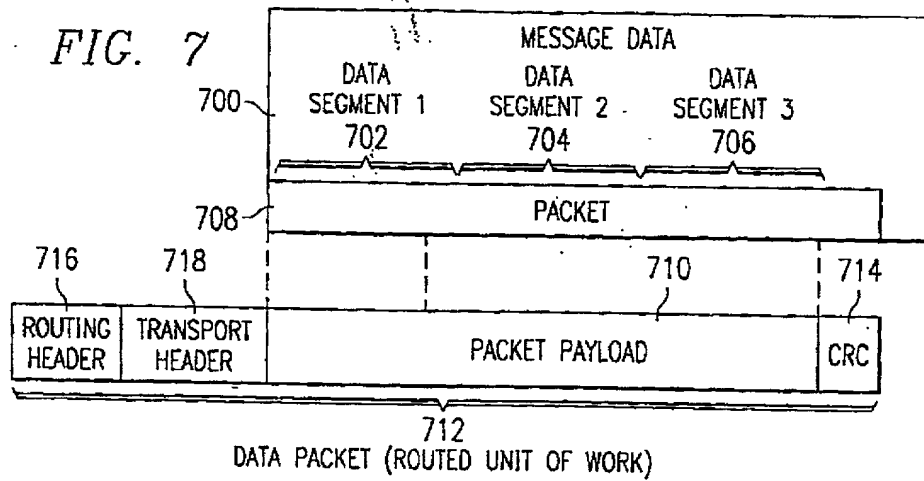 FIG. 7
MESSAGE DATA
700
DATA SEGMENT 1
702
DATA SEGMENT 2
704
DATA SEGMENT 3
706
708
PACKET
716
718
710
714
ROUTING HEADER
TRANSPORT HEADER
PACKET PAYLOAD
CRC
712
DATA PACKET (ROUTED UNIT OF WORK)